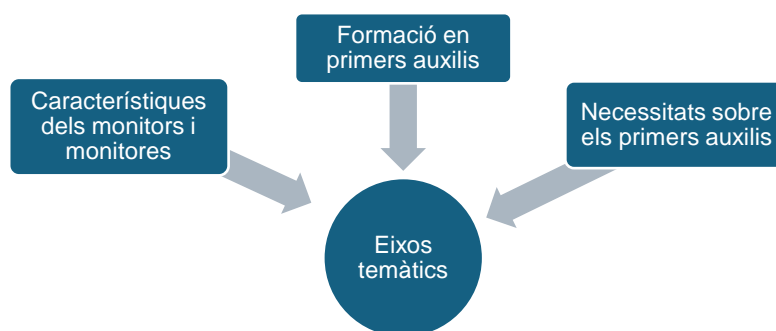 Formació en
primers auxilis
Característiques
dels monitors i
monitores
Necessitats sobre
els primers auxilis
Eixos
temàtics